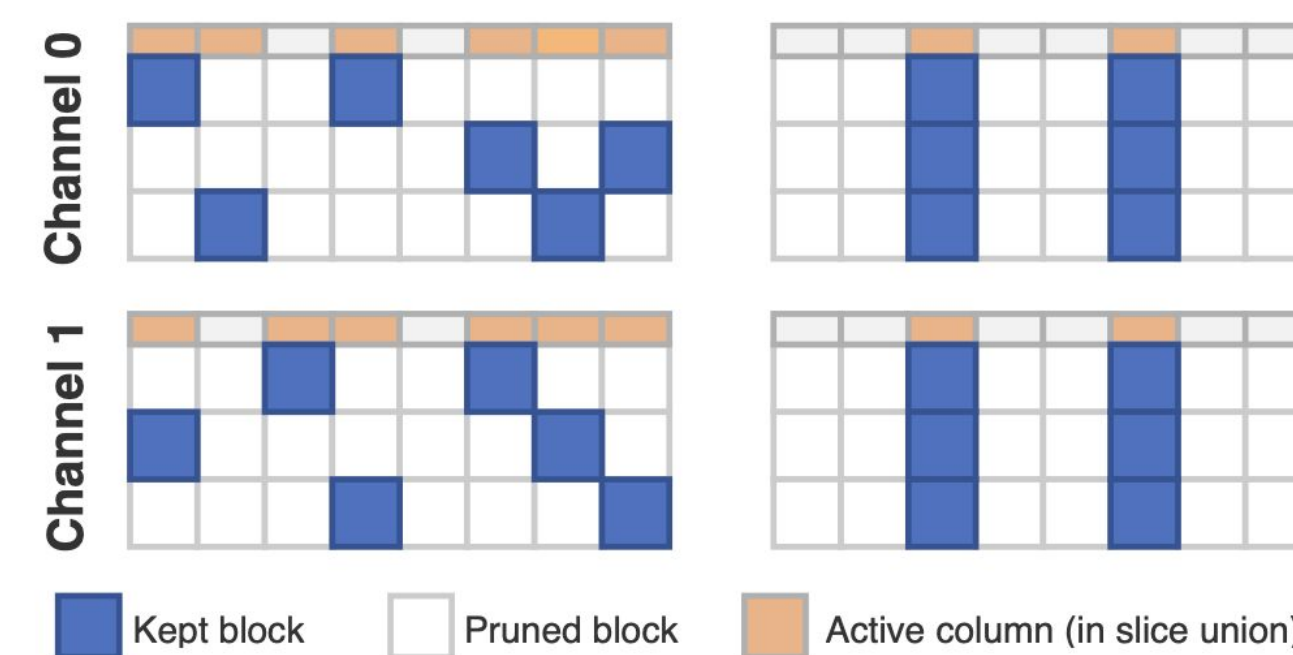 Channel 0
Channel 1
Kept block
Pruned block
Active column (in slice union)